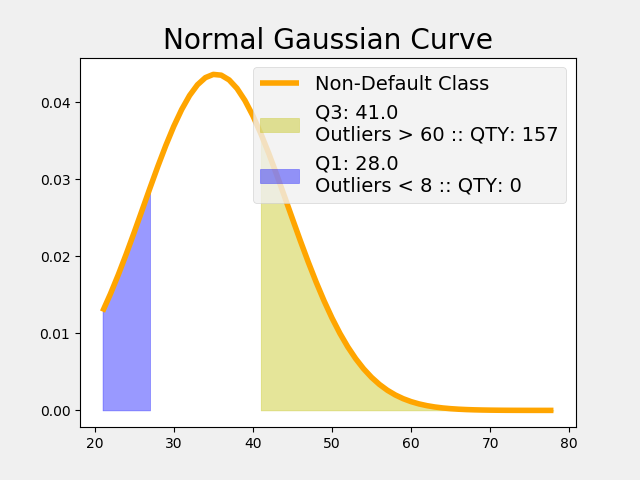 Normal Gaussian Curve
Non-Default Class
Q3: 41.0
Outliers > 60 :: QTY: 157
Q1: 28.0
Outliers < 8 :: QTY: 0
0.04
0.03
0.02
0.01
0.00
20 30 40 50 60 70 80